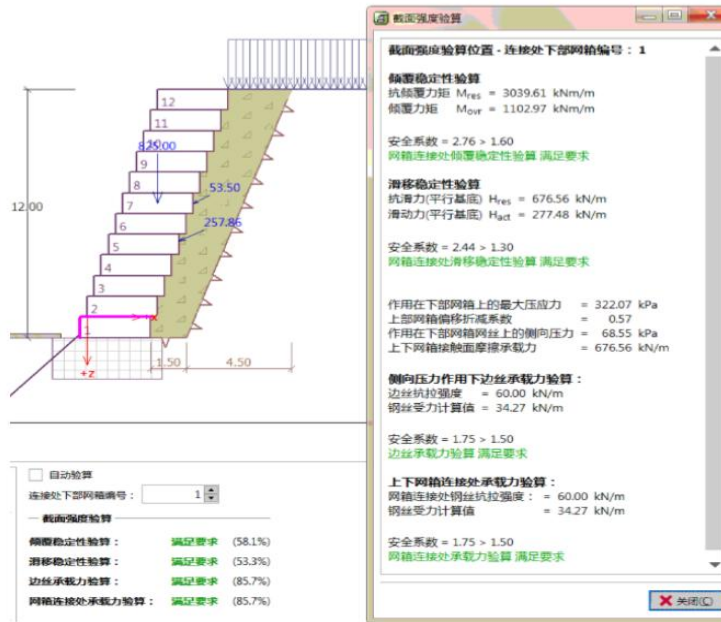 12
11
10
825.00
9
8
53.50
7
12.00
6
257.86
5
4
3
2
x
1
+z
1.50
4.50
自动验算
连接处下部网箱编号： 1
截面强度验算
倾覆稳定性验算： 满足要求 (58.1%)
滑移稳定性验算： 满足要求 (53.3%)
边丝承载力验算： 满足要求 (85.7%)
网箱连接处承载力验算： 满足要求 (85.7%)
截面强度验算
截面强度验算位置 - 连接处下部网箱编号： 1
倾覆稳定性验算
抗倾覆力矩 Mres = 3039.61 kNm/m
倾覆力矩 Movr = 1102.97 kNm/m
安全系数 = 2.76 > 1.60
网箱连接处倾覆稳定性验算 满足要求
滑移稳定性验算
抗滑力(平行基底) Hres = 676.56 kN/m
滑动力(平行基底) Hact = 277.48 kN/m
安全系数 = 2.44 > 1.30
网箱连接处滑移稳定性验算 满足要求
作用在下部网箱上的最大压应力 = 322.07 kPa
上部网箱偏移折减系数 = 0.57
作用在下部网箱网丝上的侧向压力 = 68.55 kPa
上下网箱接触面摩擦承载力 = 676.56 kN/m
侧向压力作用下边丝承载力验算：
边丝抗拉强度 = 60.00 kN/m
钢丝受力计算值 = 34.27 kN/m
安全系数 = 1.75 > 1.50
边丝承载力验算 满足要求
上下网箱连接处承载力验算：
网箱连接处钢丝抗拉强度： = 60.00 kN/m
钢丝受力计算值 = 34.27 kN/m
安全系数 = 1.75 > 1.50
网箱连接处承载力验算 满足要求
关闭(C)